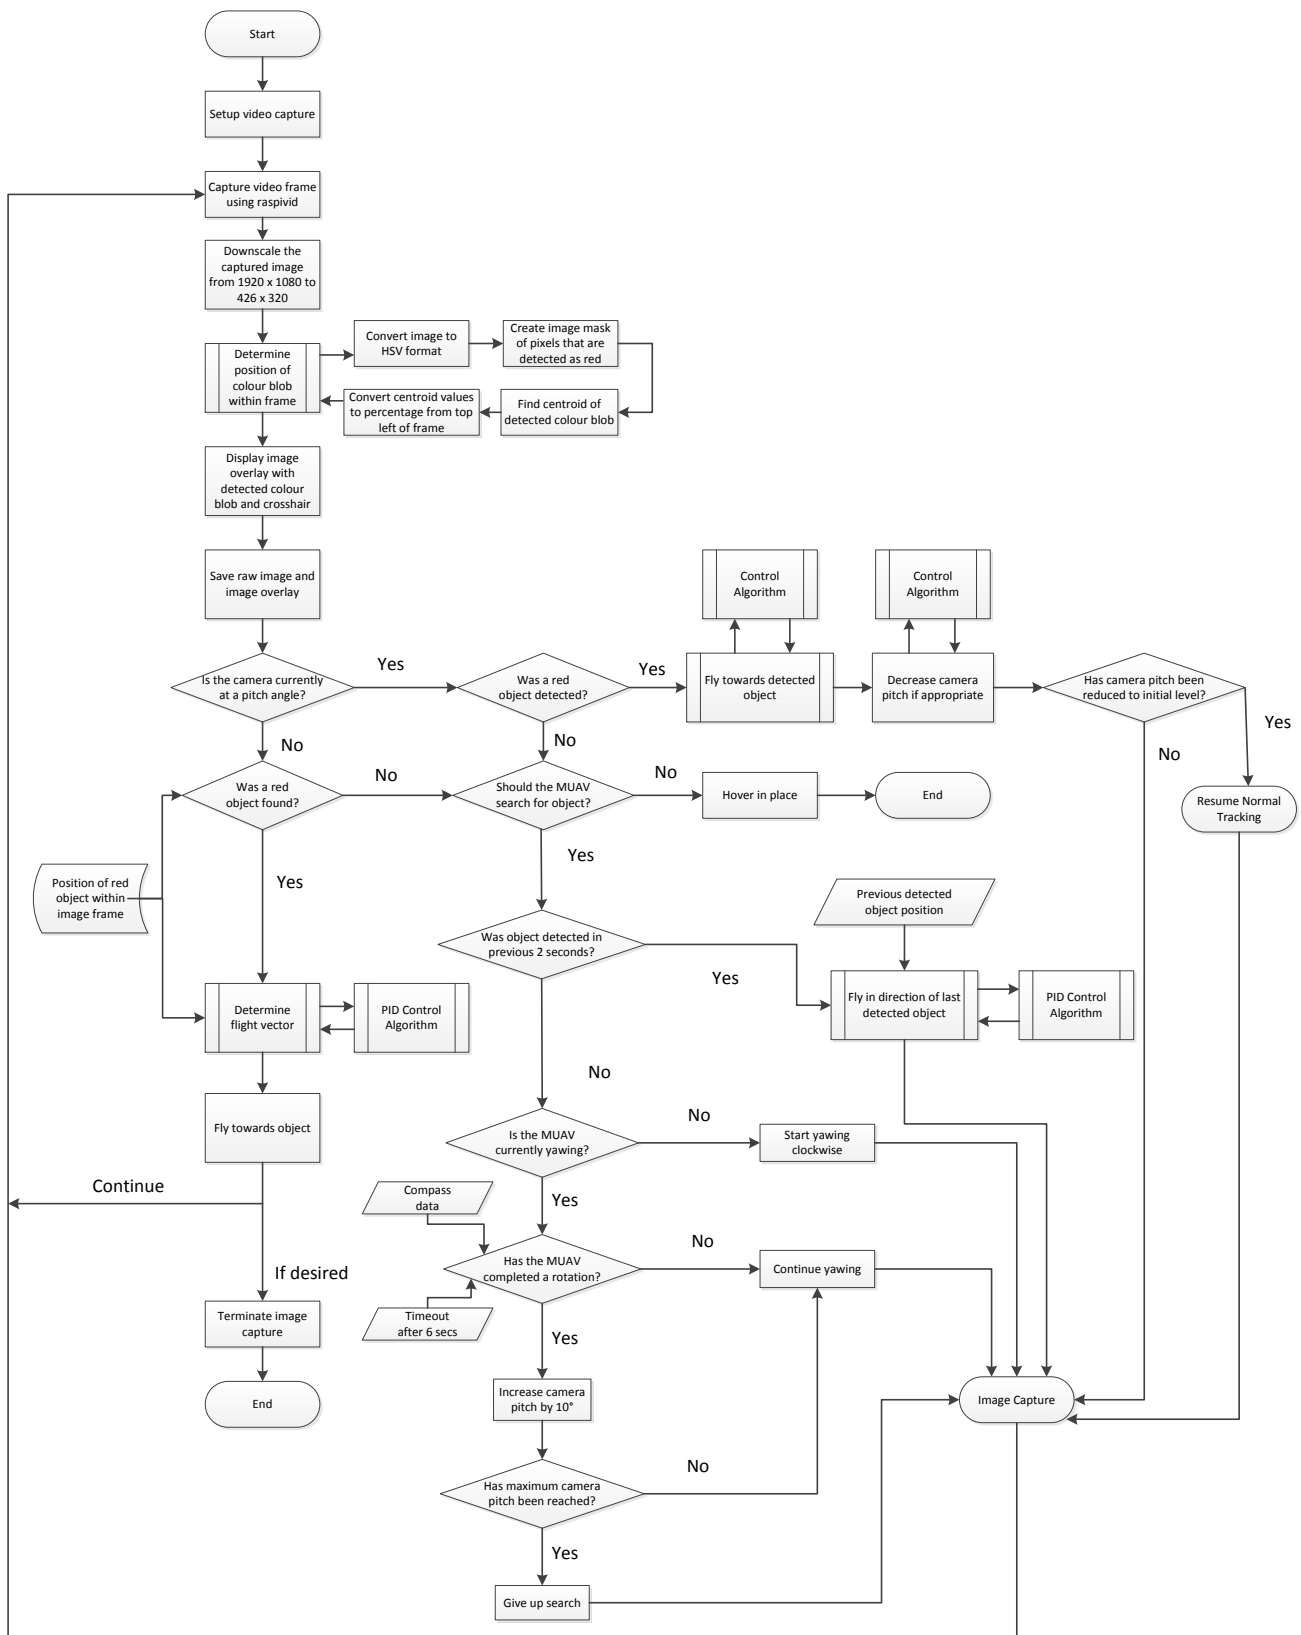 Start
Setup video capture
Capture video frame
using raspivid
Downscale the
captured image
from 1920 x 1080 to
426 x 320
Determine
position of
colour blob
within frame
Convert image to
HSV format
Create image mask
of pixels that are
detected as red
Find centroid of
detected colour blob
Convert centroid values
to percentage from top
left of frame
Display image
overlay with
detected colour
blob and crosshair
Save raw image and
image overlay
Is the camera currently
at a pitch angle?
Yes
Was a red
object detected?
Yes
Fly towards detected
object
Control
Algorithm
Decrease camera
pitch if appropriate
Control
Algorithm
Has camera pitch been
reduced to initial level?
Yes
No
Resume Normal
Tracking
No
No
Was a red
object found?
No
Should the MUAV
search for object?
No
Hover in place
End
Yes
Yes
Position of red
object within
image frame
Previous detected
object position
Was object detected in
previous 2 seconds?
Yes
Fly in direction of last
detected object
PID Control
Algorithm
Determine
flight vector
PID Control
Algorithm
No
Fly towards object
Is the MUAV
currently yawing?
No
Start yawing
clockwise
Continue
Yes
Compass
data
Has the MUAV
completed a rotation?
No
Continue yawing
If desired
Timeout
after 6 secs
Terminate image
capture
Yes
End
Increase camera
pitch by 10°
Image Capture
Has maximum camera
pitch been reached?
No
Yes
Give up search